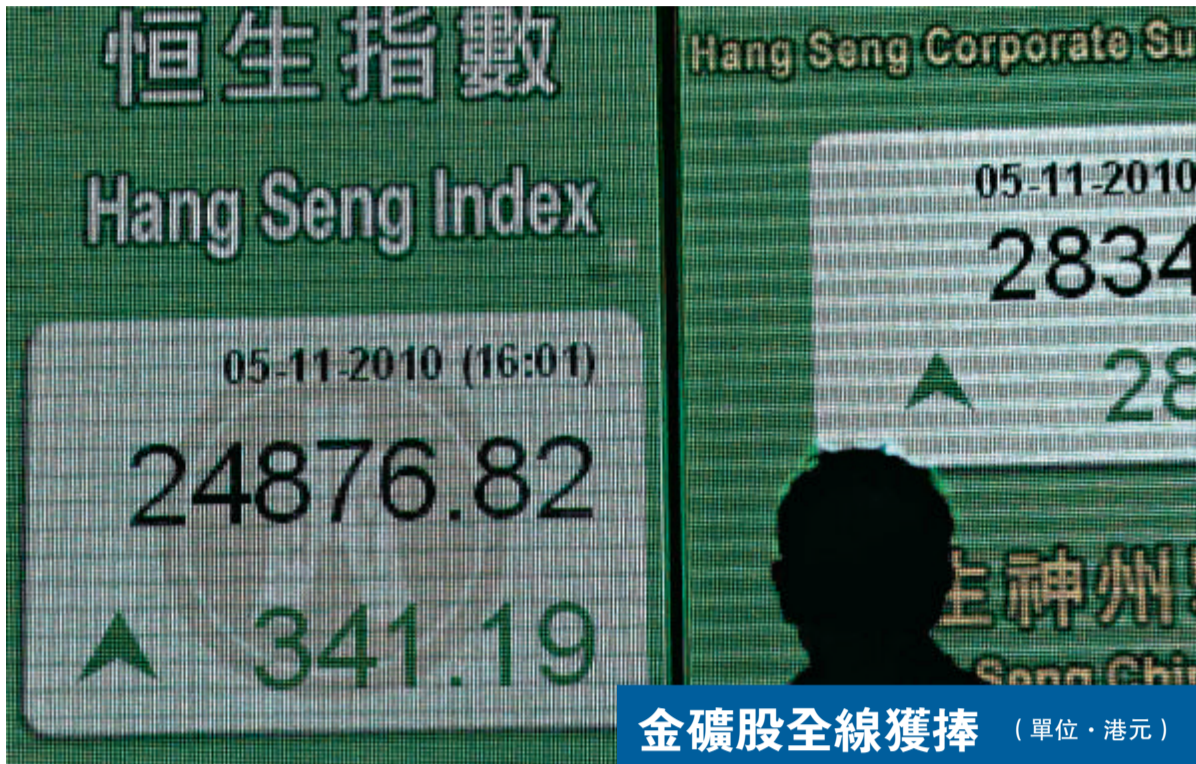 恒生指數
Hang Seng Index
05-11-2010 (16:01)
24876.82
341.19
Hang Seng Corporate Su
05-11-2010
2834
28
生神州
Seng Chi
金礦股全線獲捧 （單位・港元）